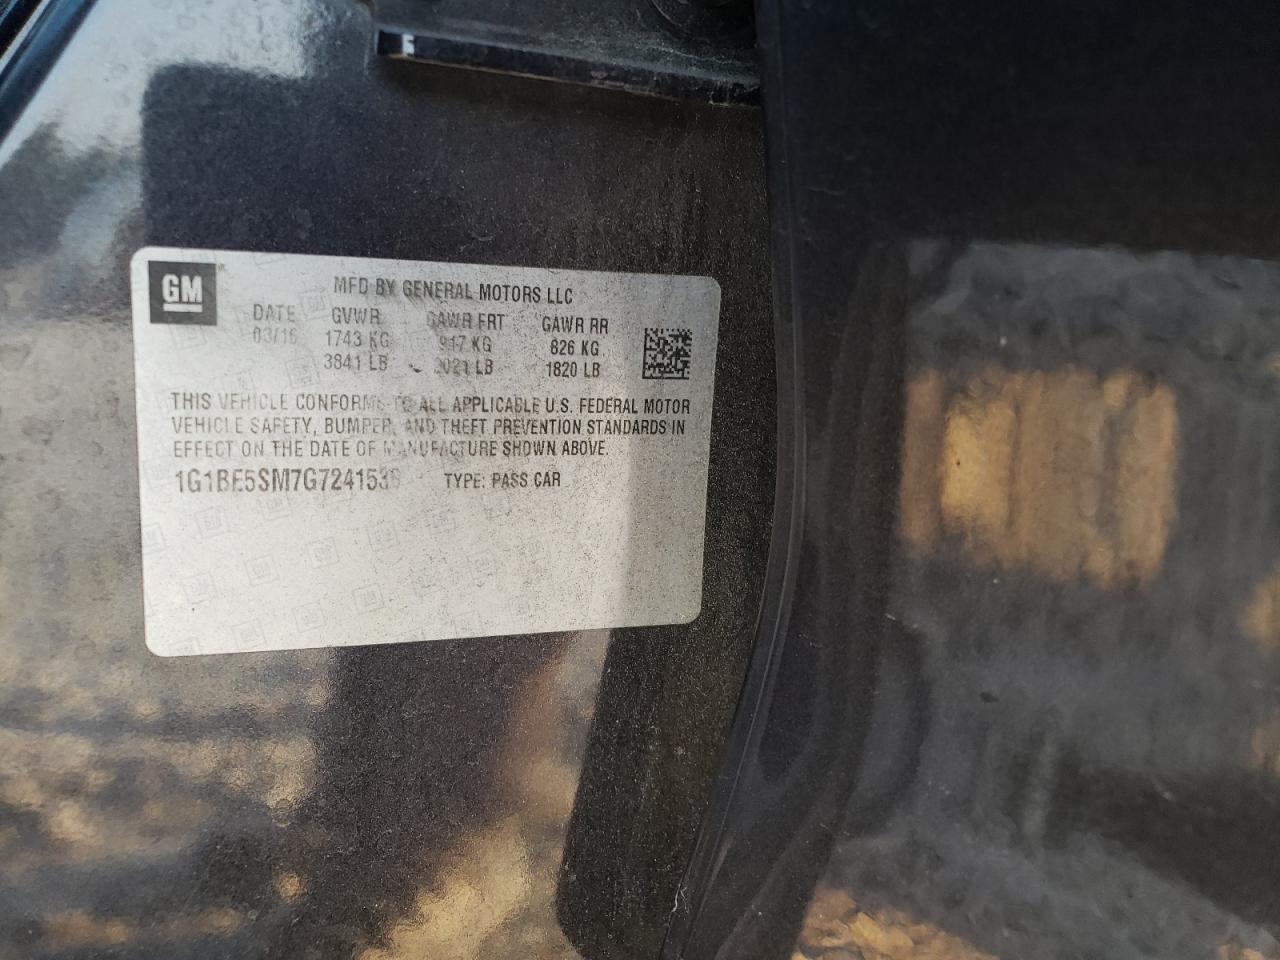 GM
MFD BY GENERAL MOTORS LLC
DATE GVWR GAWR FRT GAWR RR
03/16 1743 KG 917 KG 826 KG
3841 LB 2021 LB 1820 LB
THIS VEHICLE CONFORMS TO ALL APPLICABLE U.S. FEDERAL MOTOR
VEHICLE SAFETY, BUMPER, AND THEFT PREVENTION STANDARDS IN
EFFECT ON THE DATE OF MANUFACTURE SHOWN ABOVE.
TYPE: PASS CAR